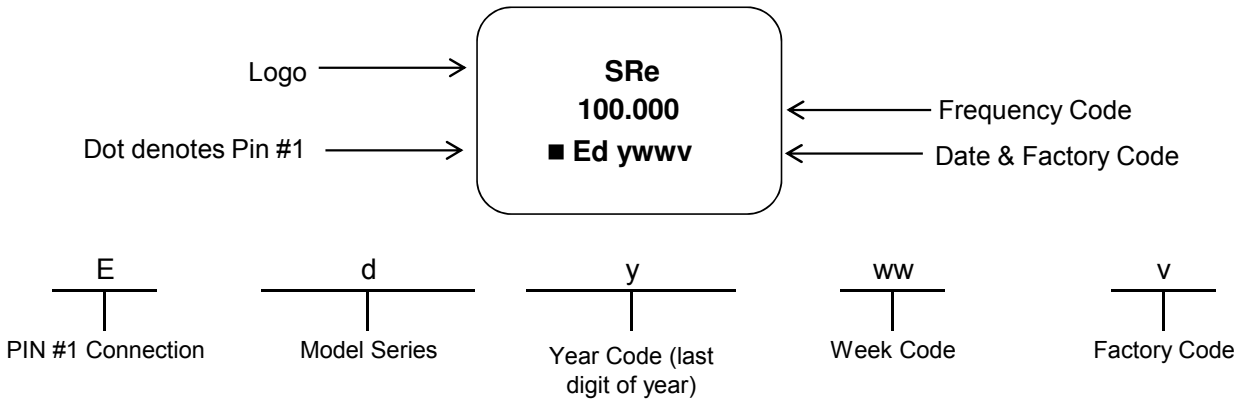 Logo
SRe
100.000
Frequency Code
Dot denotes Pin #1
■ Ed ywwv
Date & Factory Code
E
d
y
ww
v
PIN #1 Connection
Model Series
Year Code (last
digit of year)
Week Code
Factory Code